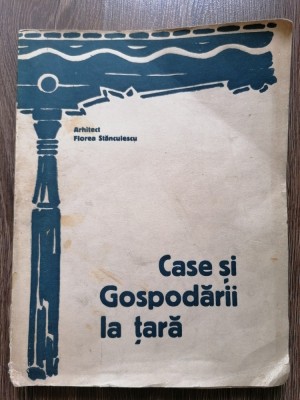 Arhitect
Florea Stănculescu
Case și
Gospodării
la țară